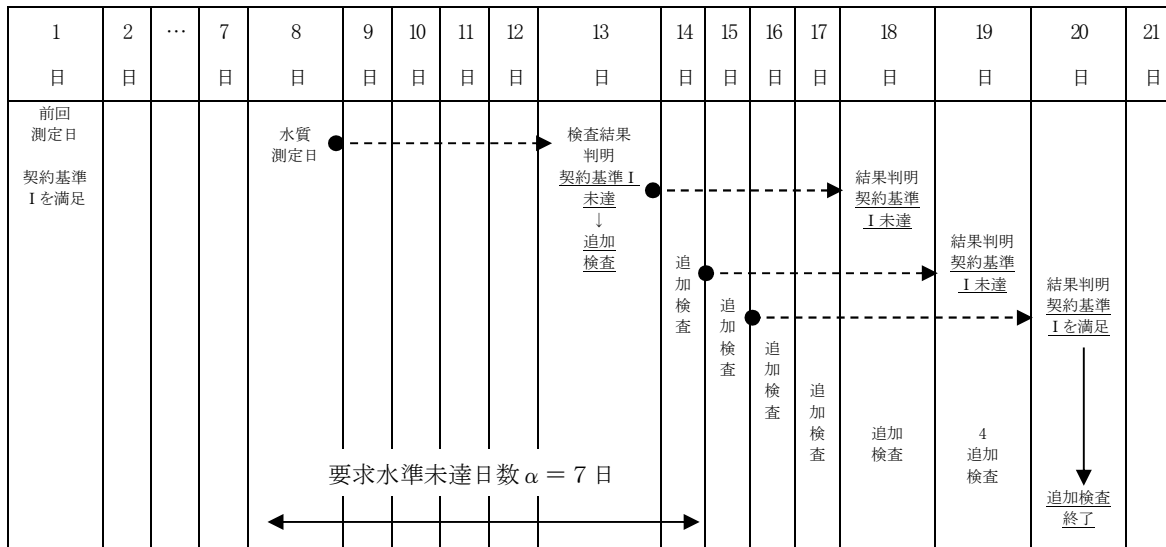 1
日
2
日
…
7
日
8
日
9
日
10
日
11
日
12
日
13
日
14
日
15
日
16
日
17
日
18
日
19
日
20
日
21
日
前回
測定日
契約基準
Ⅰを満足
水質
測定日
検査結果
判明
契約基準Ⅰ
未達
↓
追加
検査
追加検査
追加検査
追加検査
追加検査
結果判明
契約基準
Ⅰ未達
追加
検査
結果判明
契約基準
Ⅰ未達
4
追加
検査
結果判明
契約基準
Ⅰを満足
追加検査
終了
要求水準未達日数α＝7日